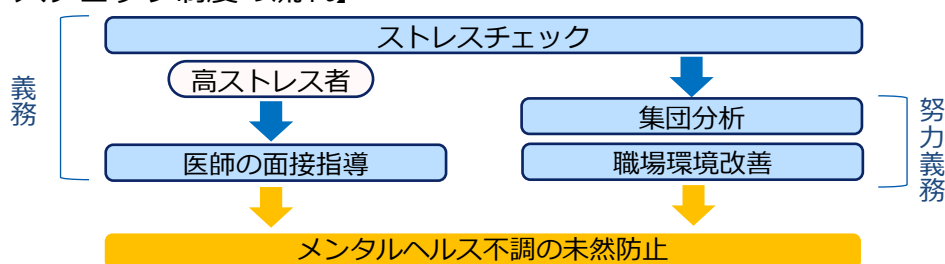 ストレスチェック
義務
高ストレス者
集団分析
努力義務
医師の面接指導
職場環境改善
メンタルヘルス不調の未然防止